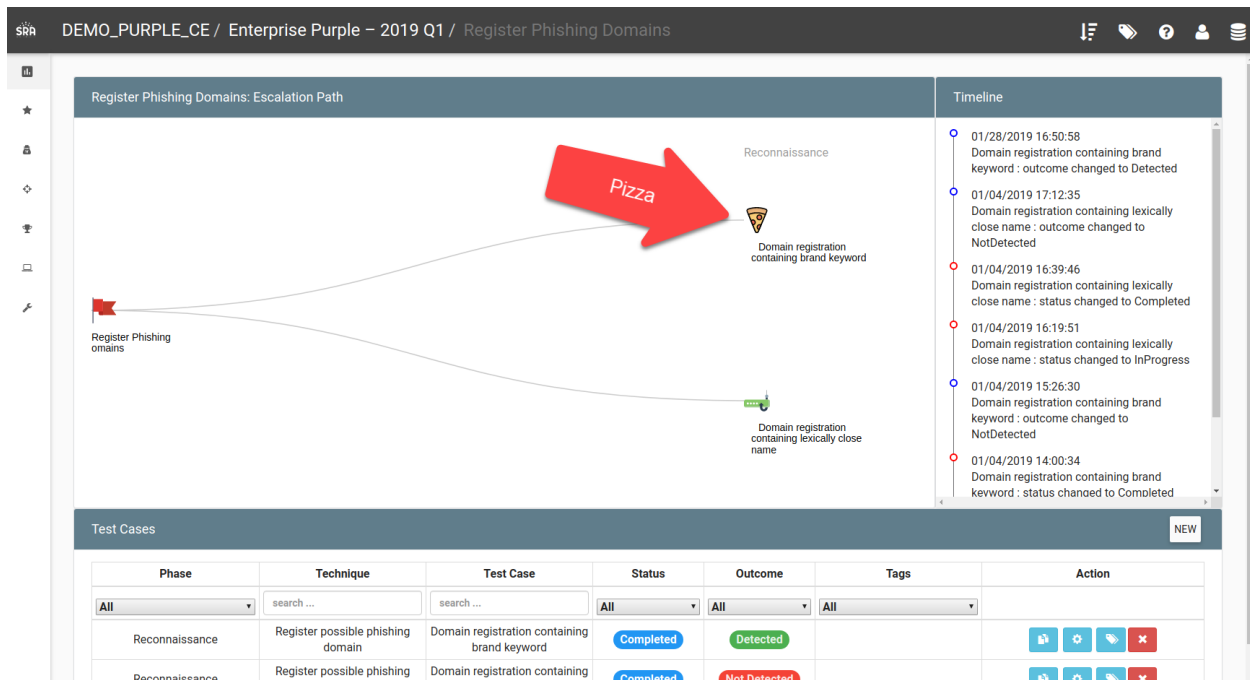 SRA
DEMO_PURPLE_CE / Enterprise Purple – 2019 Q1 / Register Phishing Domains
Register Phishing Domains: Escalation Path
Reconnaissance
Pizza
Domain registration
containing brand keyword
Register Phishing
omains
Domain registration
containing lexically close
name
Timeline
01/28/2019 16:50:58
Domain registration containing brand
keyword : outcome changed to Detected
01/04/2019 17:12:35
Domain registration containing lexically
close name : outcome changed to
NotDetected
01/04/2019 16:39:46
Domain registration containing lexically
close name : status changed to Completed
01/04/2019 16:19:51
Domain registration containing lexically
close name : status changed to InProgress
01/04/2019 15:26:30
Domain registration containing brand
keyword : outcome changed to
NotDetected
01/04/2019 14:00:34
Domain registration containing brand
keyword : status changed to Completed
Test Cases
NEW
Phase Technique Test Case Status Outcome Tags Action
All search ... search ... All All All
Reconnaissance Register possible phishing domain Domain registration containing brand keyword Completed Detected
Reconnaissance Register possible phishing Domain registration containing Completed Not Detected